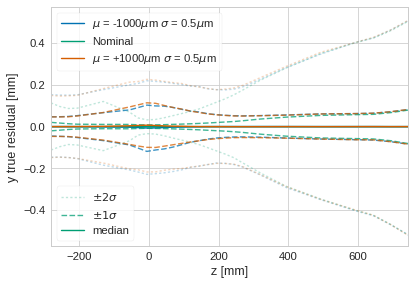 μ = -1000μm σ = 0.5μm
Nominal
μ = +1000μm σ = 0.5μm
0.4
0.2
0.0
−0.2
−0.4
y true residual [mm]
±2σ
±1σ
median
−200 0 200 400 600
z [mm]